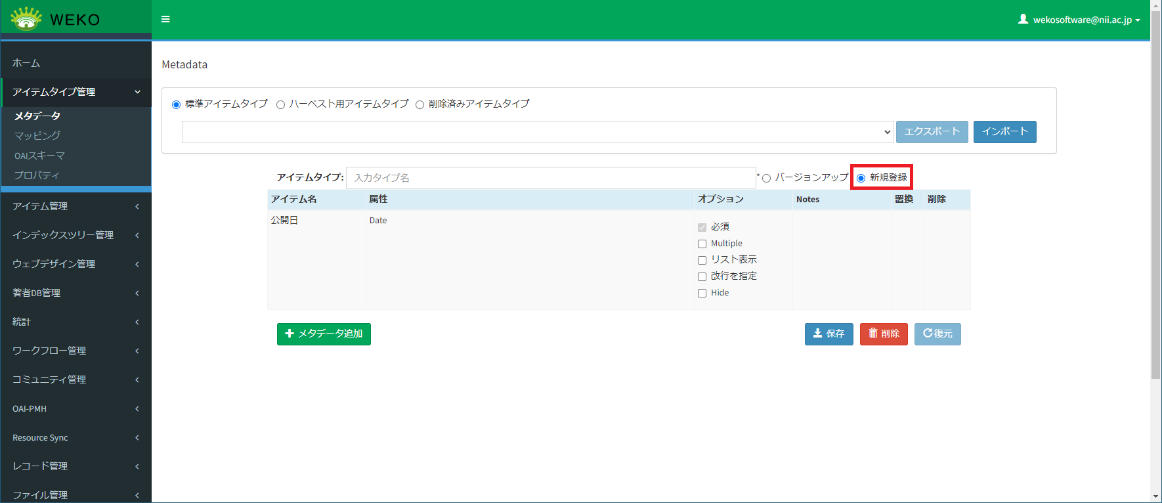 WEKO
wekosoftware@nii.ac.jp
ホーム
アイテムタイプ管理
メタデータ
マッピング
OAIスキーマ
プロパティ
アイテム管理
インデックスツリー管理
ウェブデザイン管理
著者DB管理
統計
ワークフロー管理
コミュニティ管理
OAI-PMH
Resource Sync
レコード管理
ファイル管理
Metadata
標準アイテムタイプ ハーベスト用アイテムタイプ 削除済みアイテムタイプ
エクスポート インポート
アイテムタイプ: 入力タイプ名 * バージョンアップ 新規登録
アイテム名 属性 オプション Notes 置換 削除
公開日 Date
必須
Multiple
リスト表示
改行を指定
Hide
メタデータ追加 保存 削除 復元